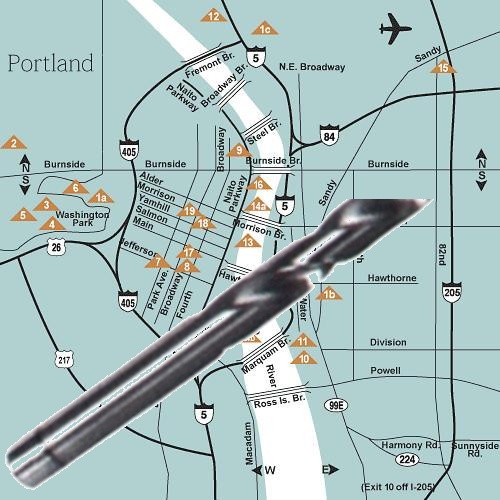 12
1c
Portland
Fremont Br.
5
N.E. Broadway
Sandy
15
Naito
Parkway
Broadway Br.
Steel Br.
84
2
405
Broadway
9
N
S
Burnside
Burnside
Burnside Br.
Burnside
N
S
6
1a
5
3
4
Washington
Park
Alder
Morrison
Yamhill
Salmon
Main
19
18
Naito
Parkway
16
14a
5
Sandy
Morrison Br.
13
26
Jefferson
7
17
8
82nd
Hawthorne
405
Park Ave.
Broadway
Fourth
1b
Water
205
217
11
10
Division
Marquam Br.
Powell
River
Ross Is. Br.
5
99E
Macadam
Harmony Rd.
Sunnyside
Rd.
224
W
E
(Exit 10 off I-205)